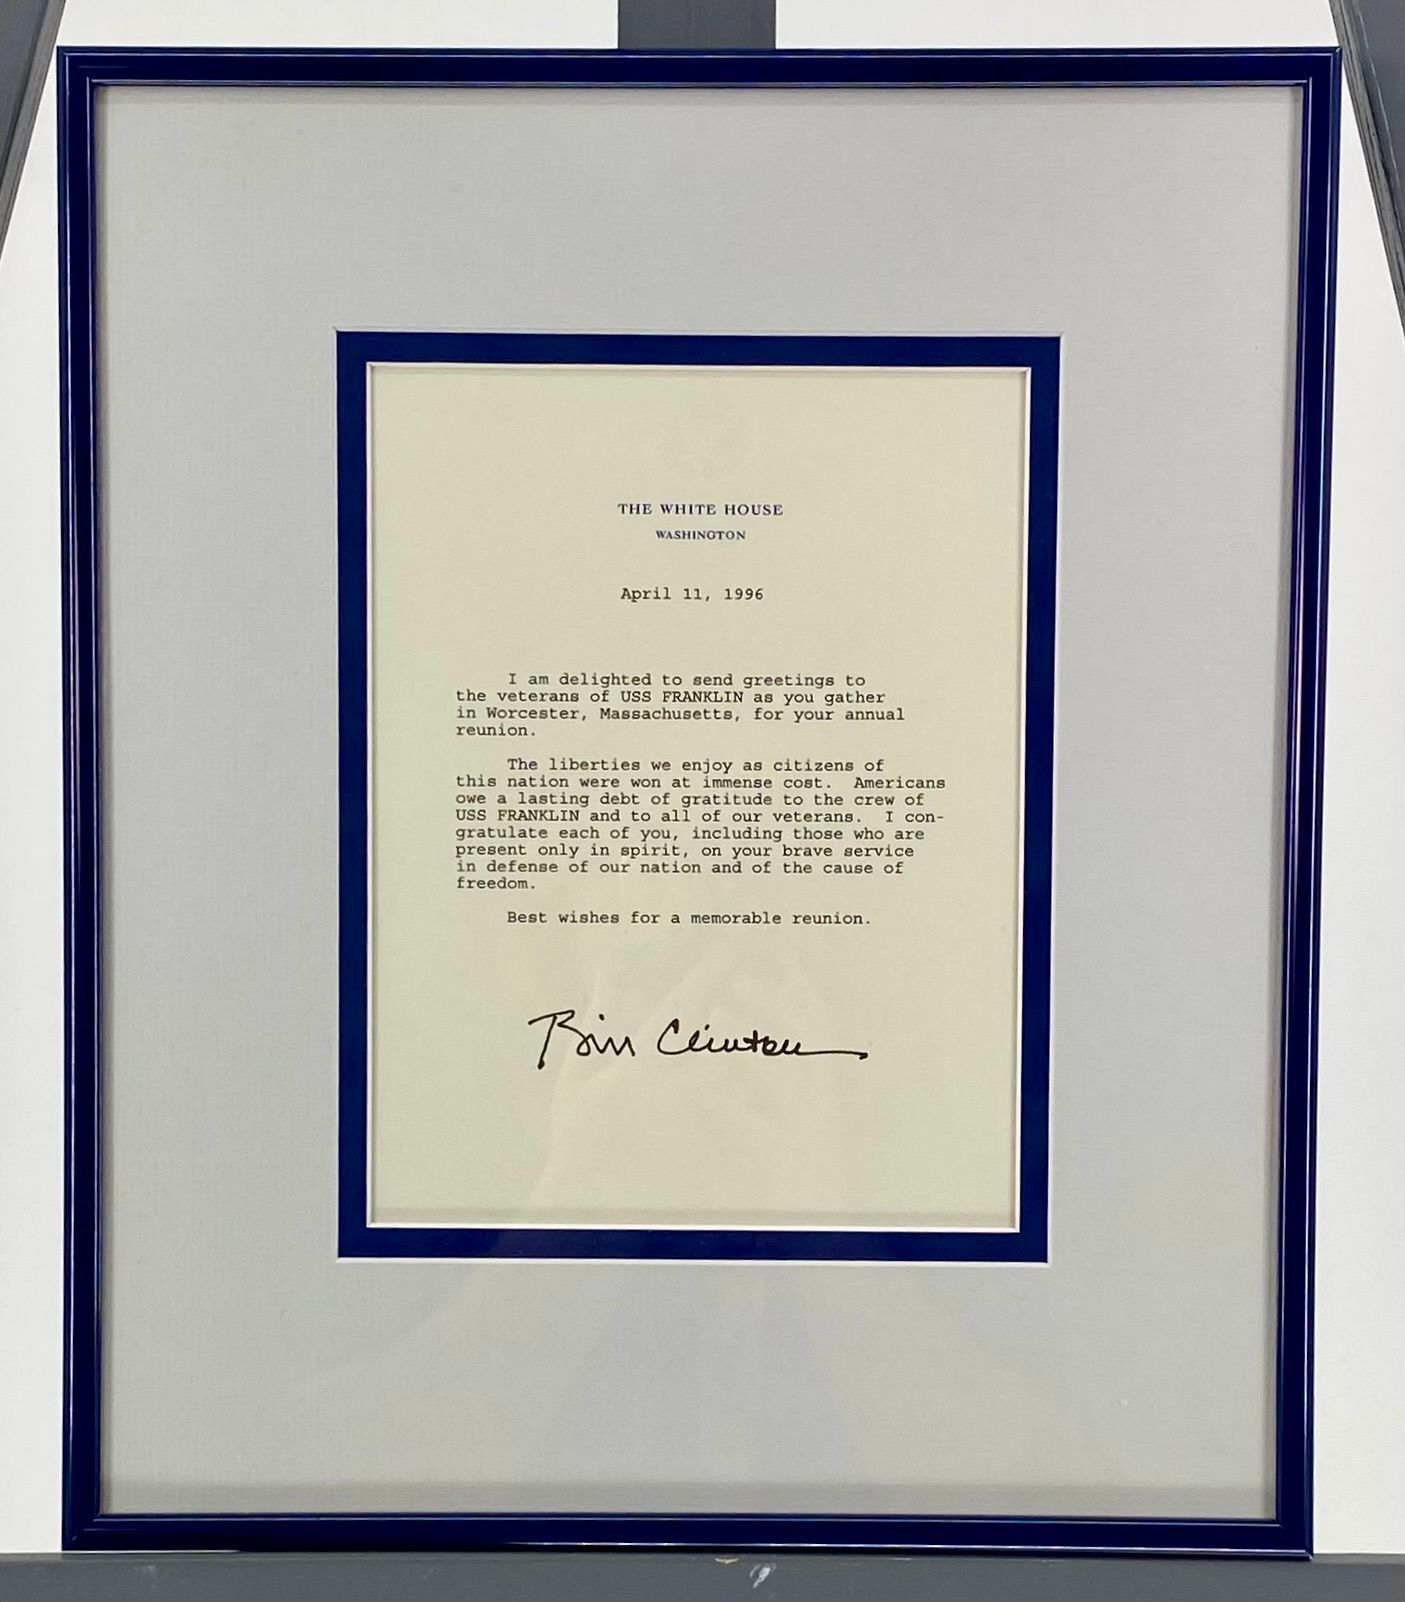 THE WHITE HOUSE
WASHINGTON
April 11, 1996
I am delighted to send greetings to
the veterans of USS FRANKLIN as you gather
in Worcester, Massachusetts, for your annual
reunion.
The liberties we enjoy as citizens of
this nation were won at immense cost.  Americans
owe a lasting debt of gratitude to the crew of
USS FRANKLIN and to all of our veterans.  I con-
gratulate each of you, including those who are
present only in spirit, on your brave service
in defense of our nation and of the cause of
freedom.
Best wishes for a memorable reunion.
Bill Clinton